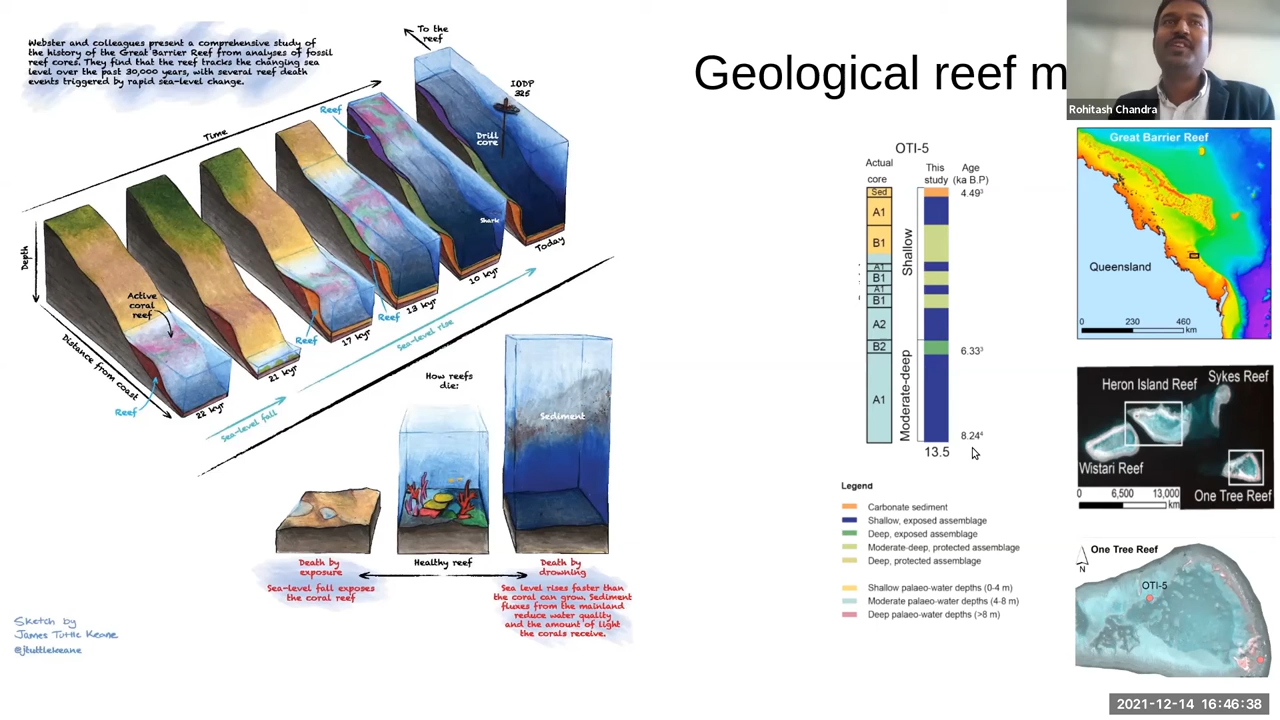 Webster and colleagues present a comprehensive study of
the history of the Great Barrier Reef from analyses of fossil
reef cores. They find that the reef tracks the changing sea
level over the past 30,000 years, with several reef death
events triggered by rapid sea-level change.
To the
reef
IODP
325
Drill
core
Shark
Time
Reef
Depth
Active
coral
reef
Distance from coast
Reef
22 kyr
21 kyr
Reef
17 kyr
Reef
13 kyr
10 kyr
Today
Sea-level fall
Sea-level rise
How reefs
die:
Sediment
Death by
exposure
Sea-level fall exposes
the coral reef
Healthy reef
Death by
drowning
Sea level rises faster than
the coral can grow. Sediment
fluxes from the mainland
reduce water quality
and the amount of light
the corals receive.
Sketch by
James Tuttle Keane
@jtuttlekeane
Geological reef m
OTI-5
Actual
core
This
study
Age
(ka B.P)
Sed
4.49³
A1
B1
A1
B1
A1
B1
A2
B2
6.33³
A1
8.24⁴
Shallow
Moderate-deep
13.5
Legend
Carbonate sediment
Shallow, exposed assemblage
Deep, exposed assemblage
Moderate-deep, protected assemblage
Deep, protected assemblage
Shallow palaeo-water depths (0-4 m)
Moderate palaeo-water depths (4-8 m)
Deep palaeo-water depths (>8 m)
Rohitash Chandra
Great Barrier Reef
Queensland
0 230 460
km
Heron Island Reef
Sykes Reef
Wistari Reef
One Tree Reef
0 6,500 13,000
km
One Tree Reef
N
OTI-5
2021-12-14 16:46:38